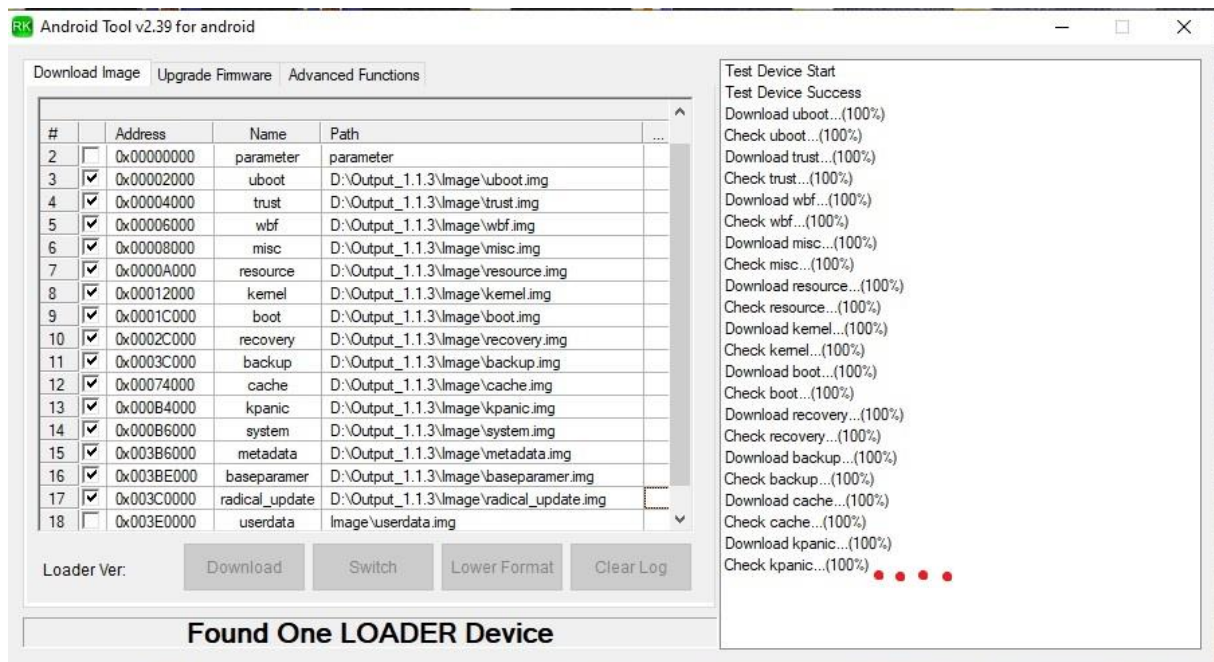 RK Android Tool v2.39 for android
Download Image Upgrade Firmware Advanced Functions
# Address Name Path ...
2 0x00000000 parameter parameter
3 0x00002000 uboot D:\Output_1.1.3\Image\uboot.img
4 0x00004000 trust D:\Output_1.1.3\Image\trust.img
5 0x00006000 wbf D:\Output_1.1.3\Image\wbf.img
6 0x00008000 misc D:\Output_1.1.3\Image\misc.img
7 0x0000A000 resource D:\Output_1.1.3\Image\resource.img
8 0x00012000 kernel D:\Output_1.1.3\Image\kernel.img
9 0x0001C000 boot D:\Output_1.1.3\Image\boot.img
10 0x0002C000 recovery D:\Output_1.1.3\Image\recovery.img
11 0x0003C000 backup D:\Output_1.1.3\Image\backup.img
12 0x00074000 cache D:\Output_1.1.3\Image\cache.img
13 0x000B4000 kpanic D:\Output_1.1.3\Image\kpanic.img
14 0x000B6000 system D:\Output_1.1.3\Image\system.img
15 0x003B6000 metadata D:\Output_1.1.3\Image\metadata.img
16 0x003BE000 baseparamer D:\Output_1.1.3\Image\baseparamer.img
17 0x003C0000 radical_update D:\Output_1.1.3\Image\radical_update.img
18 0x003E0000 userdata Image\userdata.img
Loader Ver: Download Switch Lower Format Clear Log
Found One LOADER Device
Test Device Start
Test Device Success
Download uboot...(100%)
Check uboot...(100%)
Download trust...(100%)
Check trust...(100%)
Download wbf...(100%)
Check wbf...(100%)
Download misc...(100%)
Check misc...(100%)
Download resource...(100%)
Check resource...(100%)
Download kernel...(100%)
Check kernel...(100%)
Download boot...(100%)
Check boot...(100%)
Download recovery...(100%)
Check recovery...(100%)
Download backup...(100%)
Check backup...(100%)
Download cache...(100%)
Check cache...(100%)
Download kpanic...(100%)
Check kpanic...(100%)